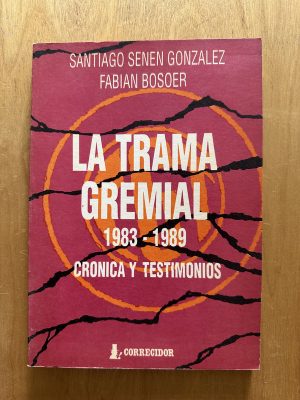 SANTIAGO SENEN GONZALEZ
FABIAN BOSOER
LA TRAMA
GREMIAL
1983 - 1989
CRONICA Y TESTIMONIOS
CORREGIDOR